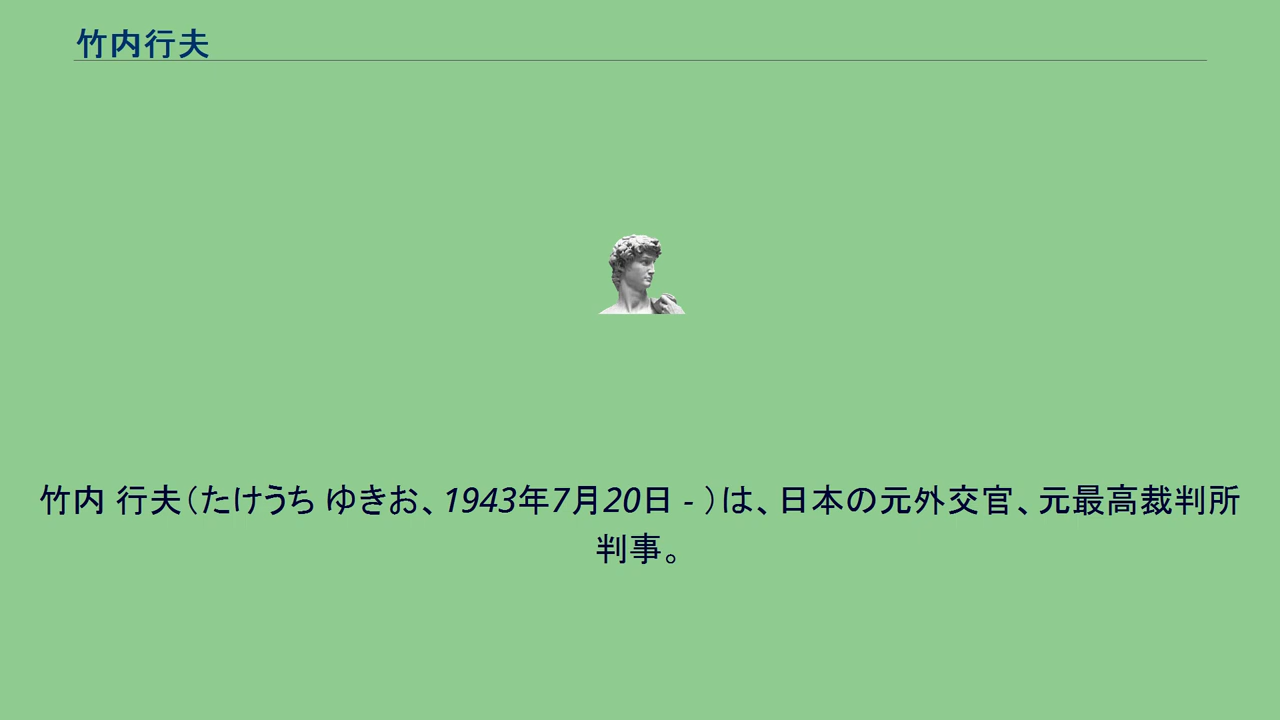 竹内行夫
竹内 行夫（たけうち ゆきお、1943年7月20日 - ）は、日本の元外交官、元最高裁判所
判事。